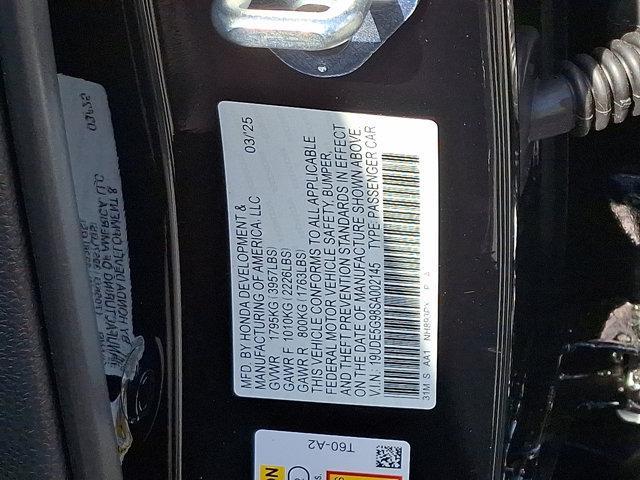 MFD. BY HONDA DEVELOPMENT &
MANUFACTURING OF AMERICA LLC 03/25
GVWR 1795KG(3957LBS)
GAWR F 1010KG(2226LBS)
GAWR R 800KG(1763LBS)
THIS VEHICLE CONFORMS TO ALL APPLICABLE
FEDERAL MOTOR VEHICLE SAFETY, BUMPER,
AND THEFT PREVENTION STANDARDS IN EFFECT
ON THE DATE OF MANUFACTURE SHOWN ABOVE
V.I.N.: 19UDE5G98SA002145 TYPE:PASSENGER CAR
31M S AA1
T60-A2